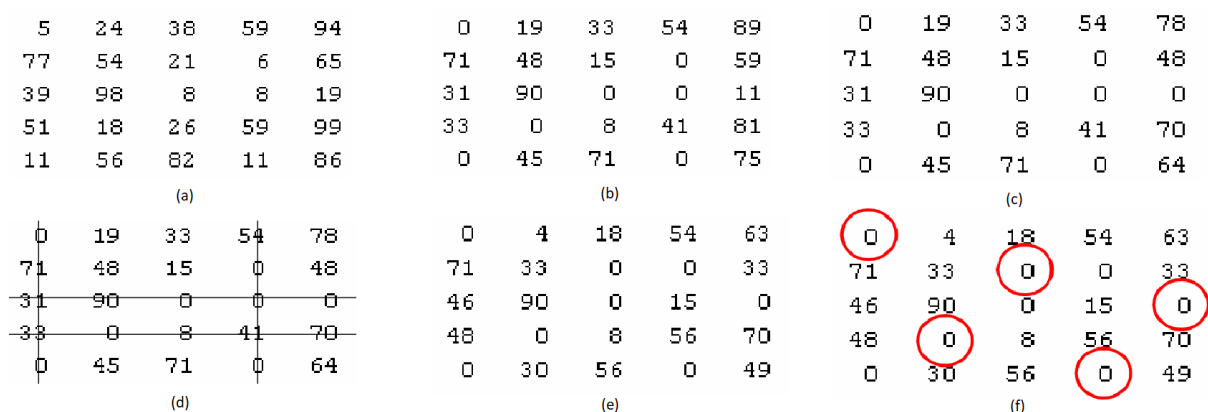 5 24 38 59 94
77 54 21 6 65
39 98 8 8 19
51 18 26 59 99
11 56 82 11 86
(a)
0 19 33 54 89
71 48 15 0 59
31 90 0 0 11
33 0 8 41 81
0 45 71 0 75
(b)
0 19 33 54 78
71 48 15 0 48
31 90 0 0 0
33 0 8 41 70
0 45 71 0 64
(c)
0 19 33 54 78
71 48 15 0 48
31 90 0 0 0
33 0 8 41 70
0 45 71 0 64
(d)
0 4 18 54 63
71 33 0 0 33
46 90 0 15 0
48 0 8 56 70
0 30 56 0 49
(e)
0 4 18 54 63
71 33 0 0 33
46 90 0 15 0
48 0 8 56 70
0 30 56 0 49
(f)